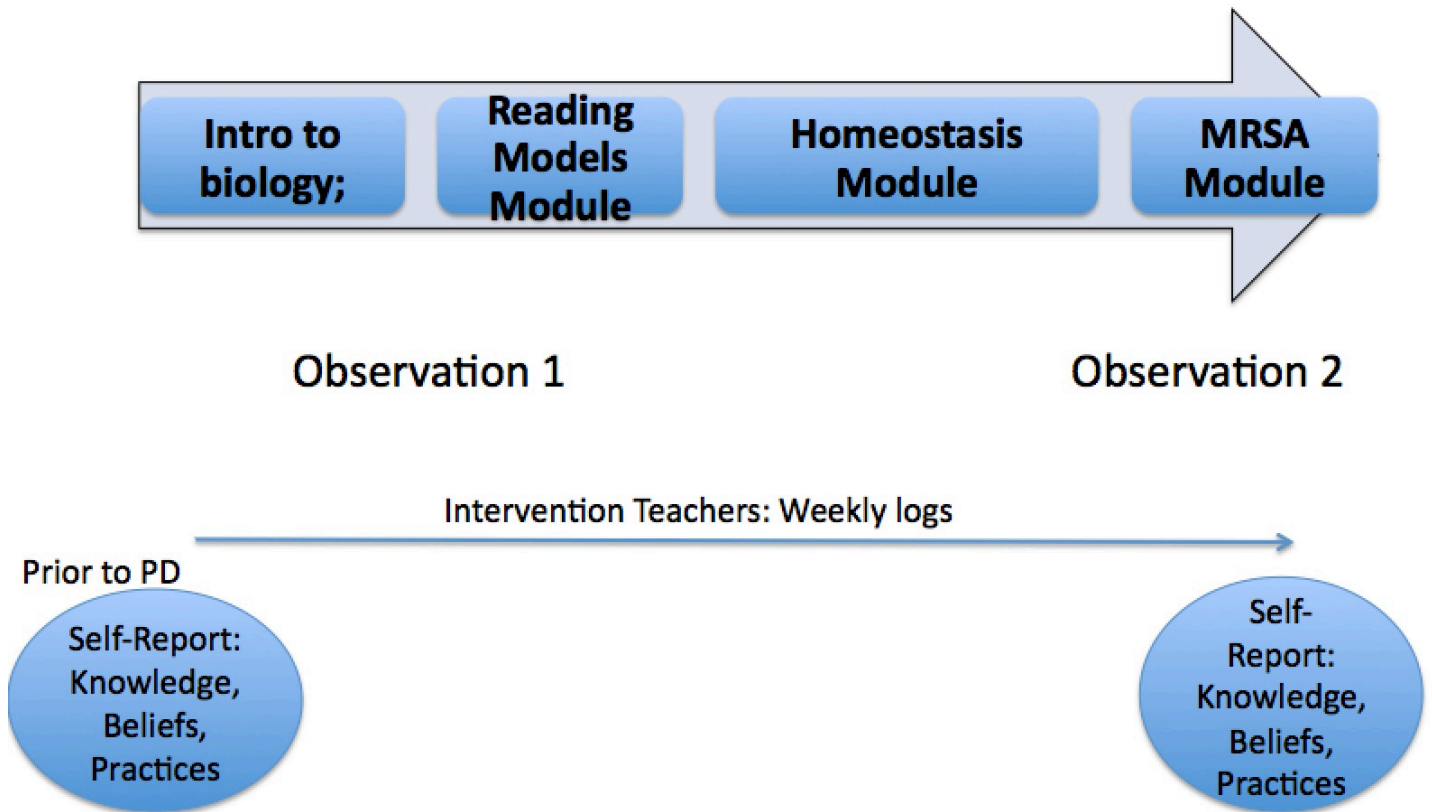 Intro to
biology;
Reading
Models
Module
Homeostasis
Module
MRSA
Module
Observation 1
Observation 2
Intervention Teachers: Weekly logs
Prior to PD
Self-Report:
Knowledge,
Beliefs,
Practices
Self-
Report:
Knowledge,
Beliefs,
Practices